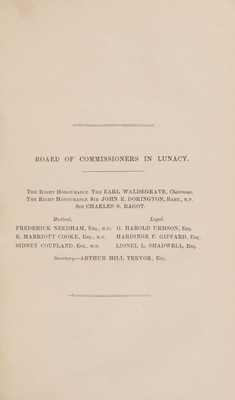 BOARD OF COMMISSIONERS IN LUNACY.
THE RIGHT HONOURABLE THE EARL WALDEGRAVE, Chairman.
THE RIGHT HONOURABLE SIR JOHN E. DORINGTON, BART., M.P.
SIR CHARLES S. BAGOT.
Medical. Legal.
FREDERICK NEEDHAM, ESQ., M.D. G. HAROLD URMSON, ESQ.
E. MARRIOTT COOKE, ESQ., M.B. HARDINGE F. GIFFARD, ESQ.
SIDNEY COUPLAND, ESQ., M.D. LIONEL L. SHADWELL, ESQ.
Secretary—ARTHUR HILL TREVOR, ESQ.